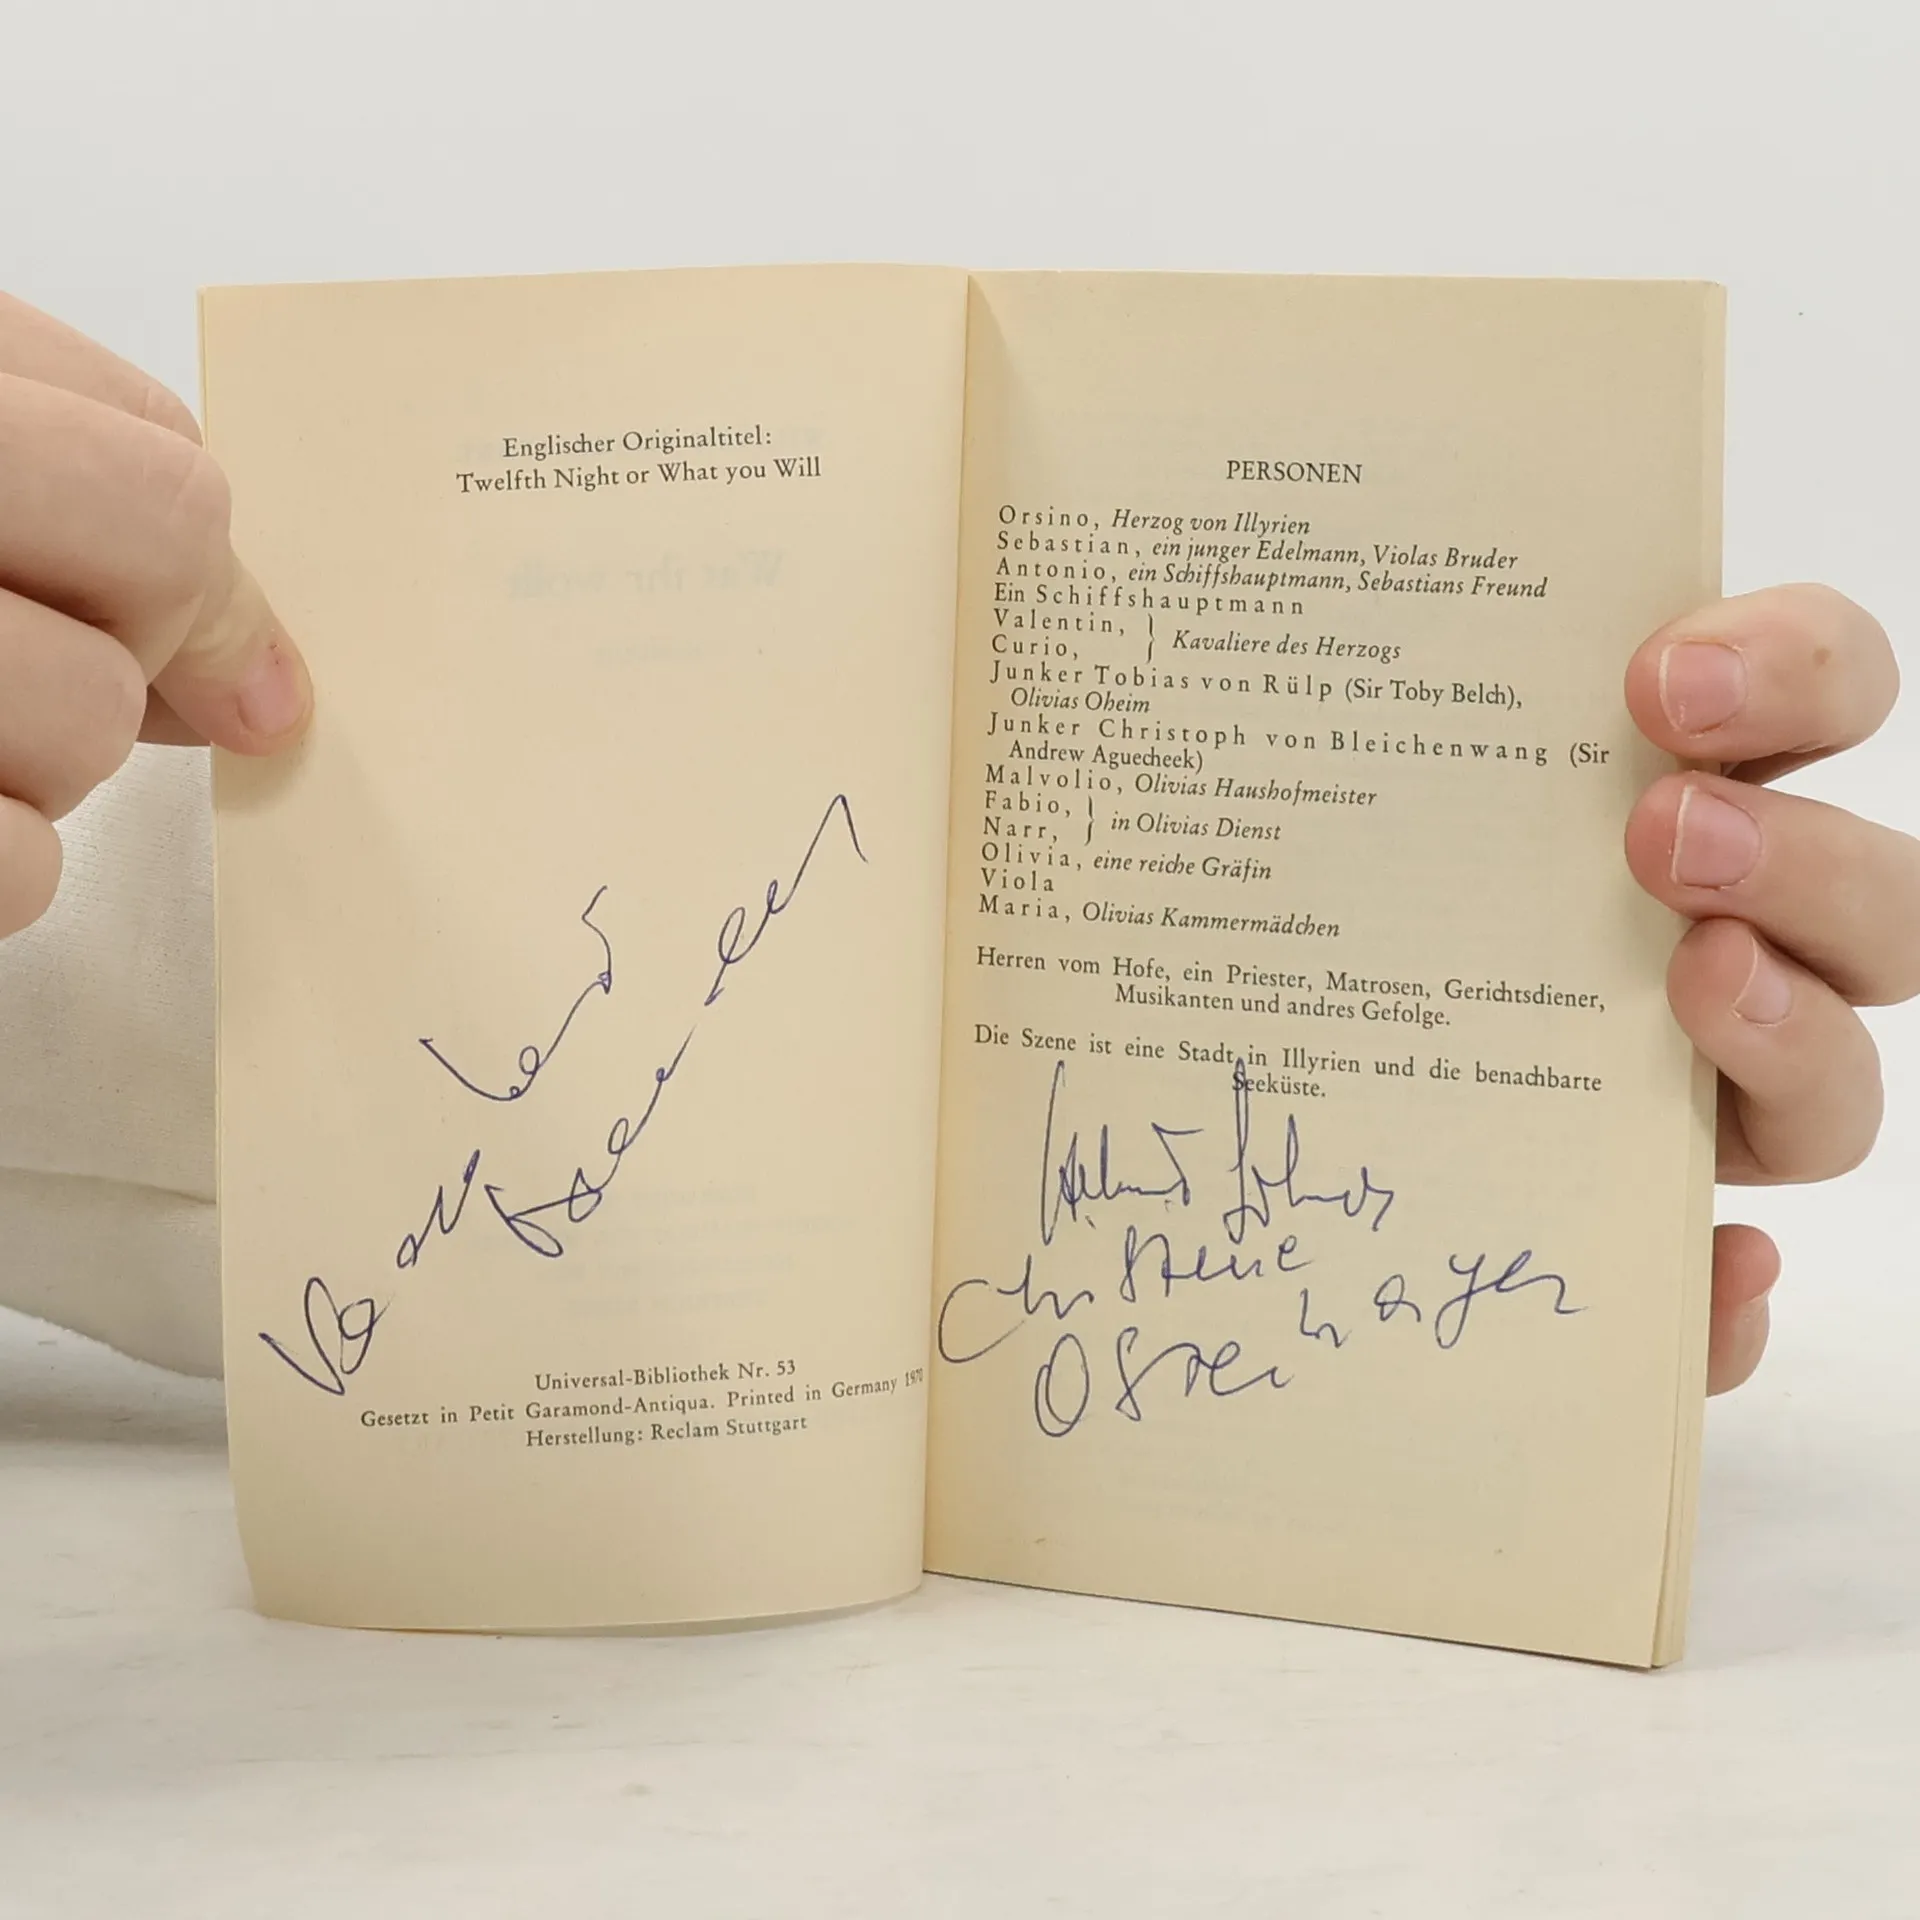 Englischer Originaltitel:
Twelfth Night or What you Will
Universal-Bibliothek Nr. 53
Gesetzt in Petit Garamond-Antiqua. Printed in Germany 1970
Herstellung: Reclam Stuttgart
PERSONEN
Orsino, Herzog von Illyrien
Sebastian, ein junger Edelmann, Violas Bruder
Antonio, ein Schiffshauptmann, Sebastians Freund
Ein Schiffshauptmann
Valentin,
Curio, } Kavaliere des Herzogs
Junker Tobias von Rülp (Sir Toby Belch),
Olivias Oheim
Junker Christoph von Bleichenwang (Sir
Andrew Aguecheek)
Malvolio, Olivias Haushofmeister
Fabio,
Narr, } in Olivias Dienst
Olivia, eine reiche Gräfin
Viola
Maria, Olivias Kammermädchen
Herren vom Hofe, ein Priester, Matrosen, Gerichtsdiener,
Musikanten und andres Gefolge.
Die Szene ist eine Stadt in Illyrien und die benachbarte
Seeküste.
Helmut
Christine
Ostermayer